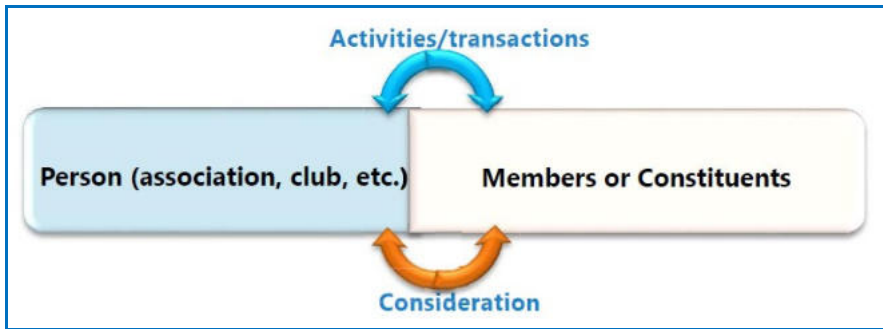 Activities/transactions
Person (association, club, etc.)
Members or Constituents
Consideration